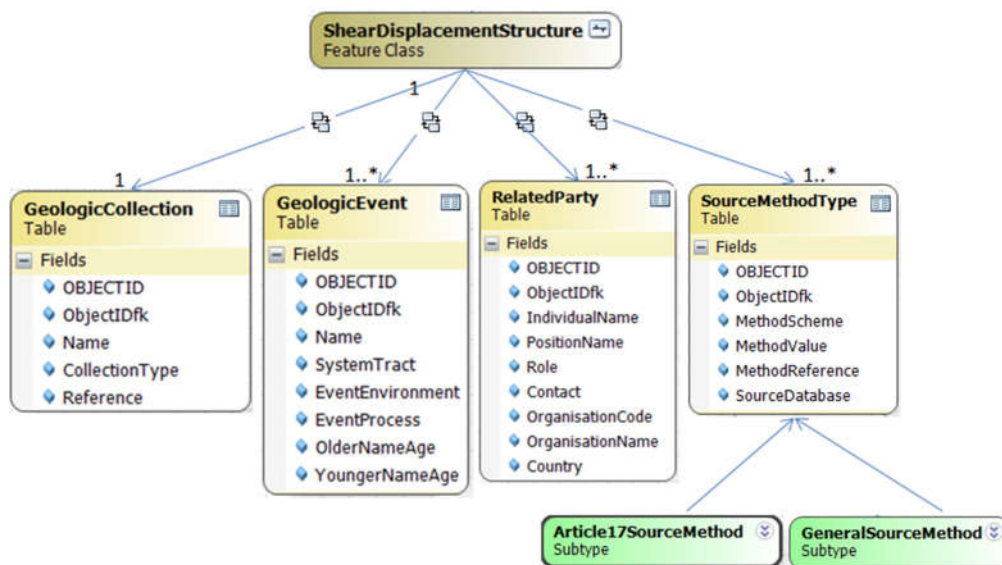 ShearDisplacementStructure
Feature Class
1
1
1..*
1..*
1..*
GeologicCollection
Table
Fields
OBJECTID
ObjectIDfk
Name
CollectionType
Reference
GeologicEvent
Table
Fields
OBJECTID
ObjectIDfk
Name
SystemTract
EventEnvironment
EventProcess
OlderNameAge
YoungerNameAge
RelatedParty
Table
Fields
OBJECTID
ObjectIDfk
IndividualName
PositionName
Role
Contact
OrganisationCode
OrganisationName
Country
SourceMethodType
Table
Fields
OBJECTID
ObjectIDfk
MethodScheme
MethodValue
MethodReference
SourceDatabase
Article17SourceMethod
Subtype
GeneralSourceMethod
Subtype